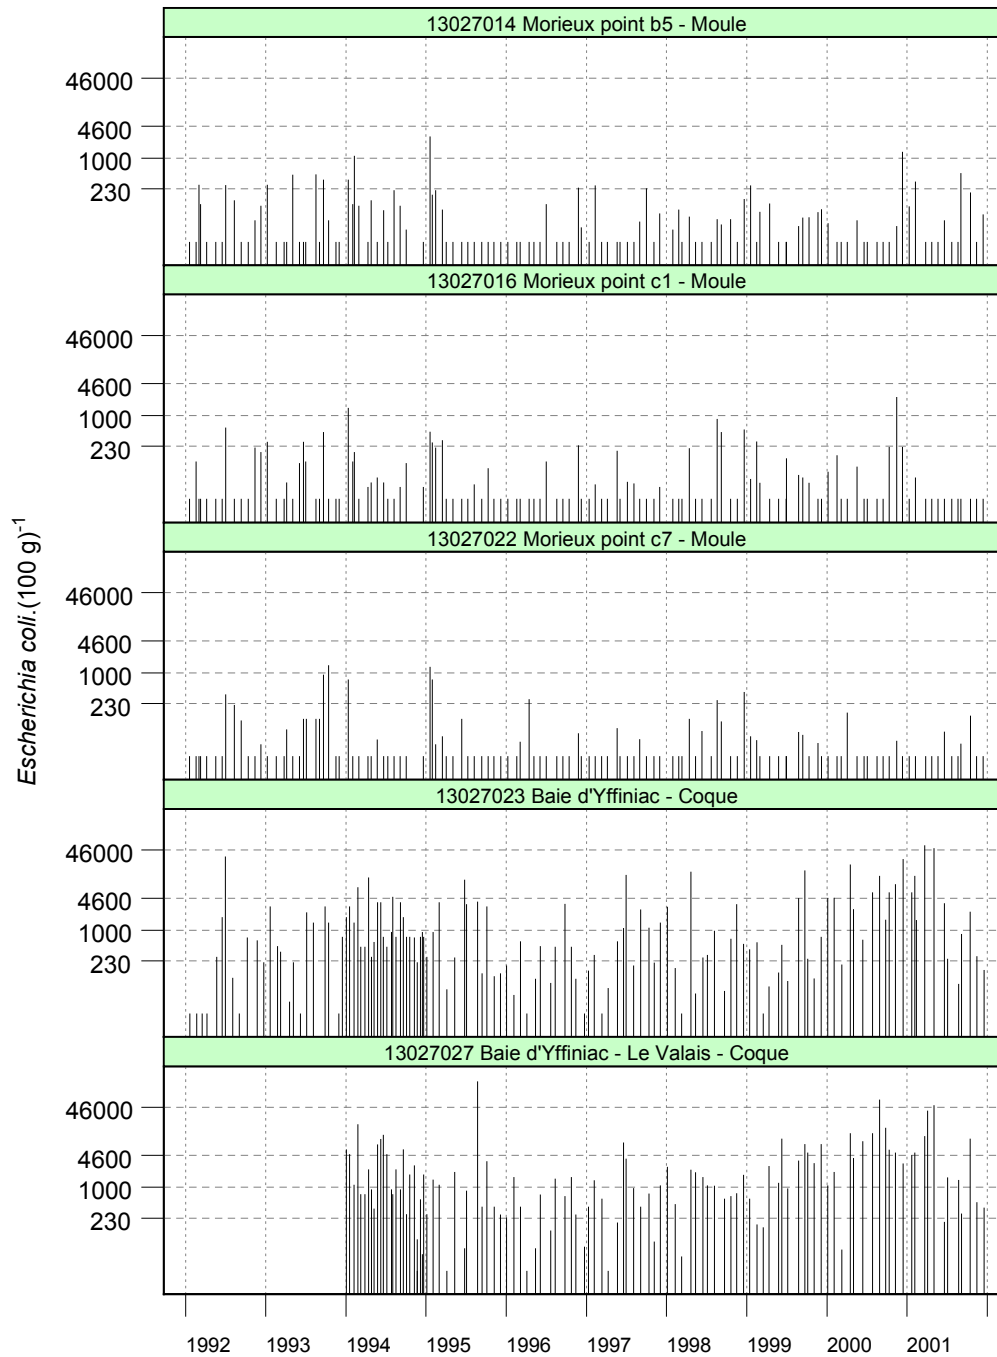 13027014 Morieux point b5 - Moule
46000
4600
1000
230
13027016 Morieux point c1 - Moule
46000
4600
1000
230
13027022 Morieux point c7 - Moule
46000
4600
1000
230
13027023 Baie d'Yffiniac - Coque
46000
4600
1000
230
13027027 Baie d'Yffiniac - Le Valais - Coque
46000
4600
1000
230
Escherichia coli.(100 g)⁻¹
1992 1993 1994 1995 1996 1997 1998 1999 2000 2001